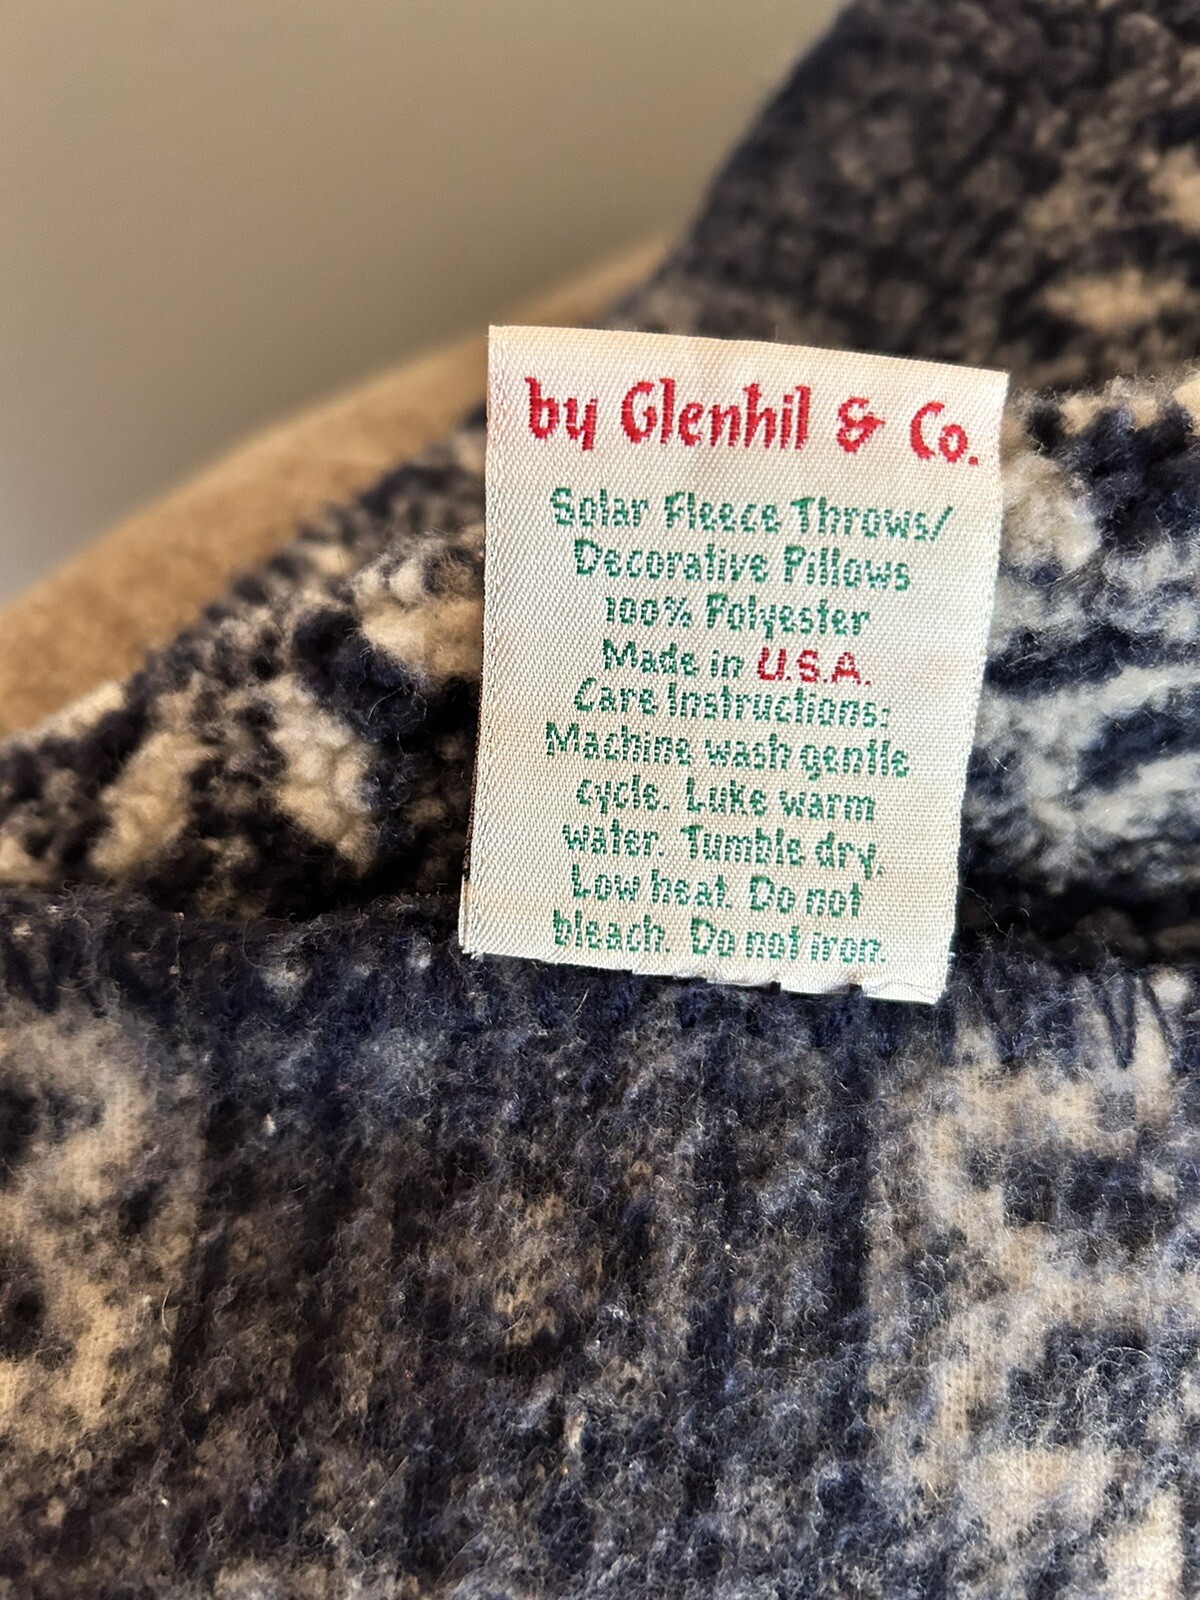 by Glenhil & Co.
Solar Fleece Throws/
Decorative Pillows
100% Polyester
Made in U.S.A.
Care Instructions:
Machine wash gentle
cycle. Luke warm
water. Tumble dry.
Low heat. Do not
bleach. Do not iron.